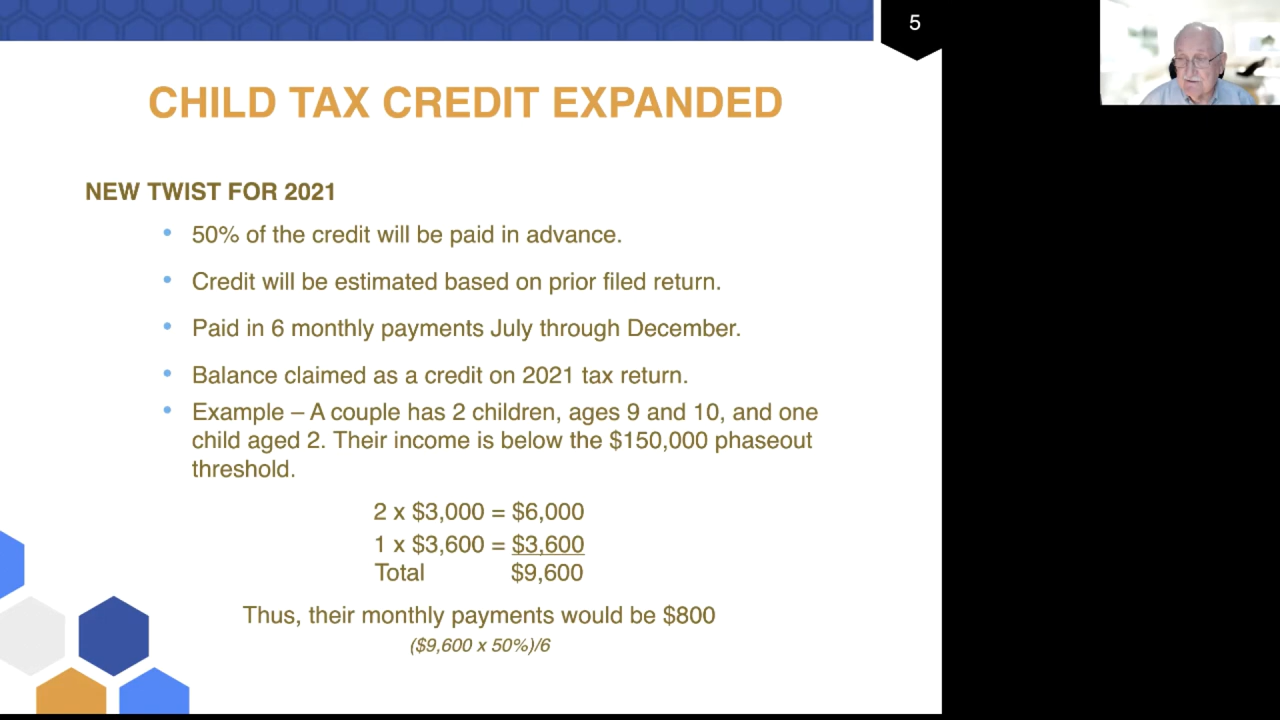 5
CHILD TAX CREDIT EXPANDED
NEW TWIST FOR 2021
• 50% of the credit will be paid in advance.
• Credit will be estimated based on prior filed return.
• Paid in 6 monthly payments July through December.
• Balance claimed as a credit on 2021 tax return.
• Example – A couple has 2 children, ages 9 and 10, and one
child aged 2. Their income is below the $150,000 phaseout
threshold.
2 x $3,000 = $6,000
1 x $3,600 = $3,600
Total $9,600
Thus, their monthly payments would be $800
($9,600 x 50%)/6